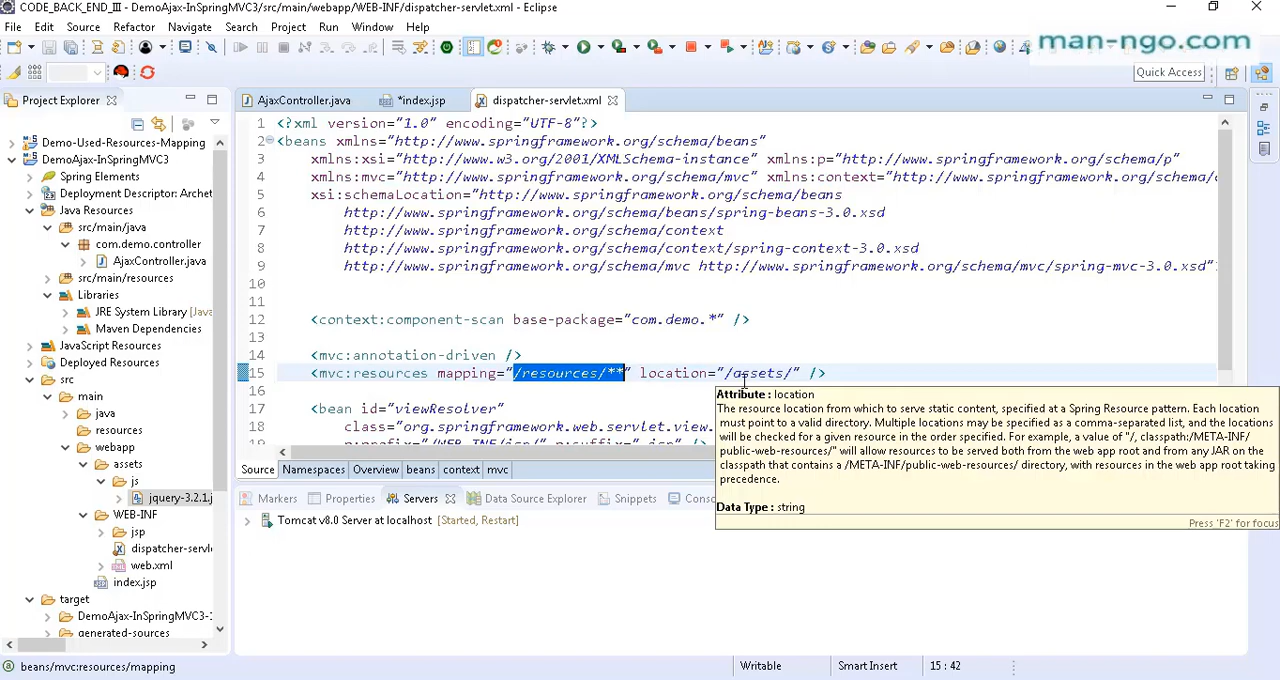 CODE_BACK_END_III - DemoAjax-InSpringMVC3/src/main/webapp/WEB-INF/dispatcher-servlet.xml - Eclipse
File Edit Source Refactor Navigate Search Project Run Window Help
man-ngo.com
Quick Access
Project Explorer
AjaxController.java
*index.jsp
dispatcher-servlet.xml
Demo-Used-Resources-Mapping
DemoAjax-InSpringMVC3
Spring Elements
Deployment Descriptor: Archet
Java Resources
src/main/java
com.demo.controller
AjaxController.java
src/main/resources
Libraries
JRE System Library [Java
Maven Dependencies
JavaScript Resources
Deployed Resources
src
main
java
resources
webapp
assets
js
jquery-3.2.1.j
WEB-INF
jsp
dispatcher-servle
web.xml
index.jsp
target
DemoAjax-InSpringMVC3-1
generated-sources
1 <?xml version="1.0" encoding="UTF-8"?>
2 <beans xmlns="http://www.springframework.org/schema/beans"
3 xmlns:xsi="http://www.w3.org/2001/XMLSchema-instance" xmlns:p="http://www.springframework.org/schema/p"
4 xmlns:mvc="http://www.springframework.org/schema/mvc" xmlns:context="http://www.springframework.org/schema/c
5 xsi:schemaLocation="http://www.springframework.org/schema/beans
6 http://www.springframework.org/schema/beans/spring-beans-3.0.xsd
7 http://www.springframework.org/schema/context
8 http://www.springframework.org/schema/context/spring-context-3.0.xsd
9 http://www.springframework.org/schema/mvc http://www.springframework.org/schema/mvc/spring-mvc-3.0.xsd"
10
11
12 <context:component-scan base-package="com.demo.*" />
13
14 <mvc:annotation-driven />
15 <mvc:resources mapping="/resources/**" location="/assets/" />
16
17 <bean id="viewResolver"
18 class="org.springframework.web.servlet.view.
Attribute : location
The resource location from which to serve static content, specified at a Spring Resource pattern. Each location
must point to a valid directory. Multiple locations may be specified as a comma-separated list, and the locations
will be checked for a given resource in the order specified. For example, a value of "/, classpath:/META-INF/
public-web-resources/" will allow resources to be served both from the web app root and from any JAR on the
classpath that contains a /META-INF/public-web-resources/ directory, with resources in the web app root taking
precedence.
Data Type : string
Press 'F2' for focus
Source Namespaces Overview beans context mvc
Markers Properties Servers Data Source Explorer Snippets Conso
Tomcat v8.0 Server at localhost [Started, Restart]
beans/mvc:resources/mapping
Writable
Smart Insert
15 : 42